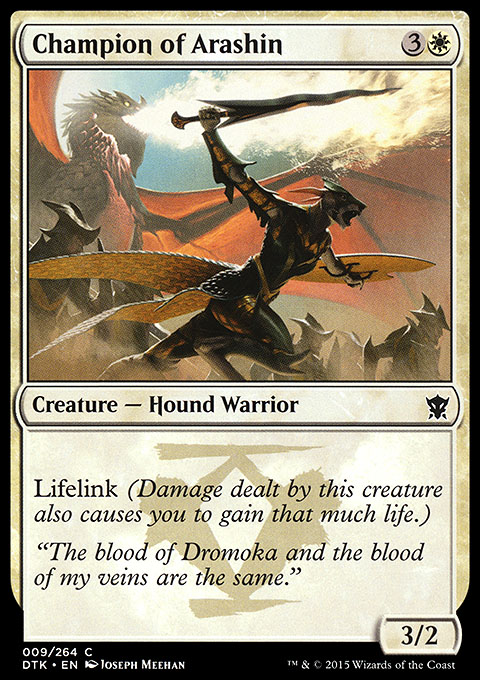 Champion of Arashin 3
Creature — Hound Warrior
Lifelink (Damage dealt by this creature
also causes you to gain that much life.)
“The blood of Dromoka and the blood
of my veins are the same.”
3/2
009/264 C
DTK • EN Joseph Meehan
™ & © 2015 Wizards of the Coast